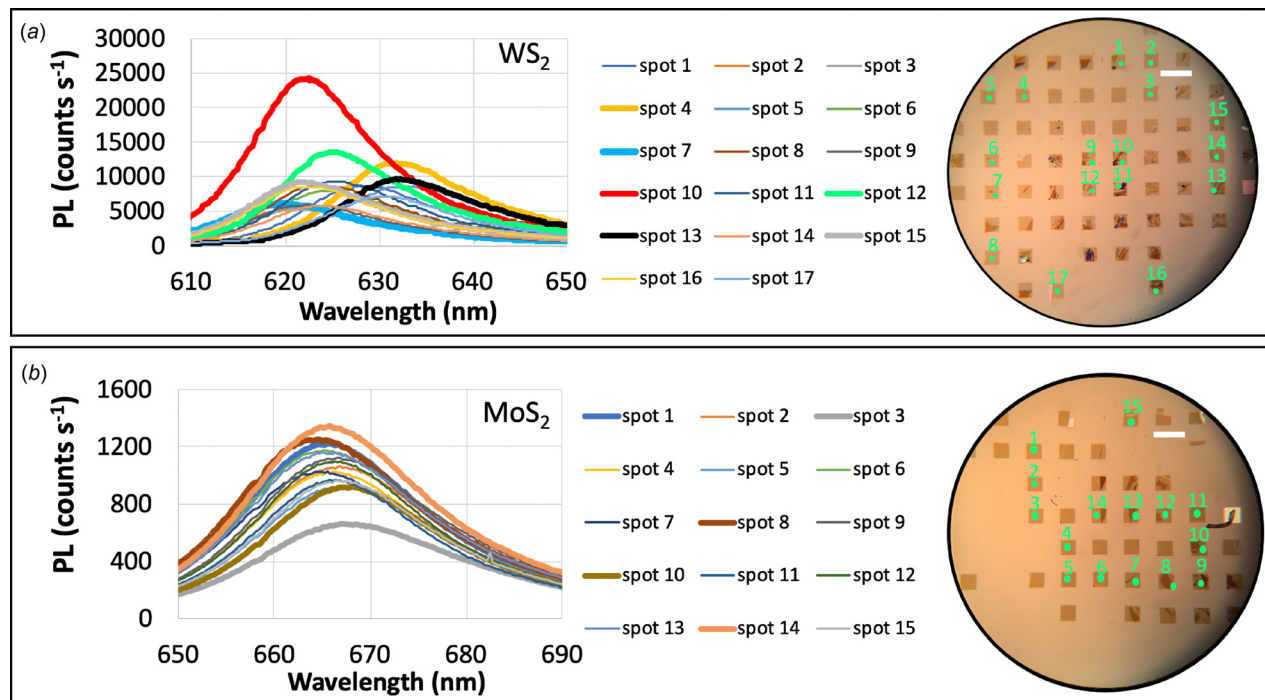 (a)
WS₂
PL (counts s⁻¹)
30000
25000
20000
15000
10000
5000
0
610 620 630 640 650
Wavelength (nm)
spot 1 spot 2 spot 3
spot 4 spot 5 spot 6
spot 7 spot 8 spot 9
spot 10 spot 11 spot 12
spot 13 spot 14 spot 15
spot 16 spot 17
1 2
5 4 3
15
6 9 10 14
7 12 11 13
8
17 16
(b)
MoS₂
PL (counts s⁻¹)
1600
1200
800
400
0
650 660 670 680 690
Wavelength (nm)
spot 1 spot 2 spot 3
spot 4 spot 5 spot 6
spot 7 spot 8 spot 9
spot 10 spot 11 spot 12
spot 13 spot 14 spot 15
15
1
2
3 14 13 12 11
4 10
5 6 7 8 9